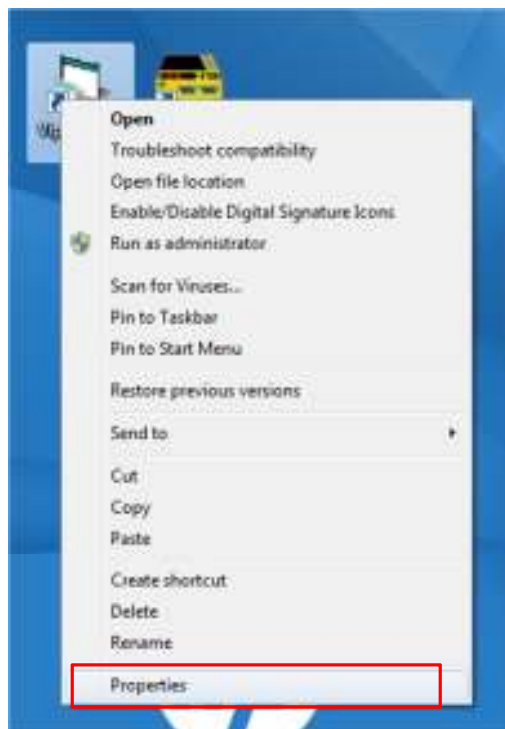 Open
Troubleshoot compatibility
Open file location
Enable/Disable Digital Signature Icons
Run as administrator
Scan for Viruses...
Pin to Taskbar
Pin to Start Menu
Restore previous versions
Send to
Cut
Copy
Paste
Create shortcut
Delete
Rename
Properties